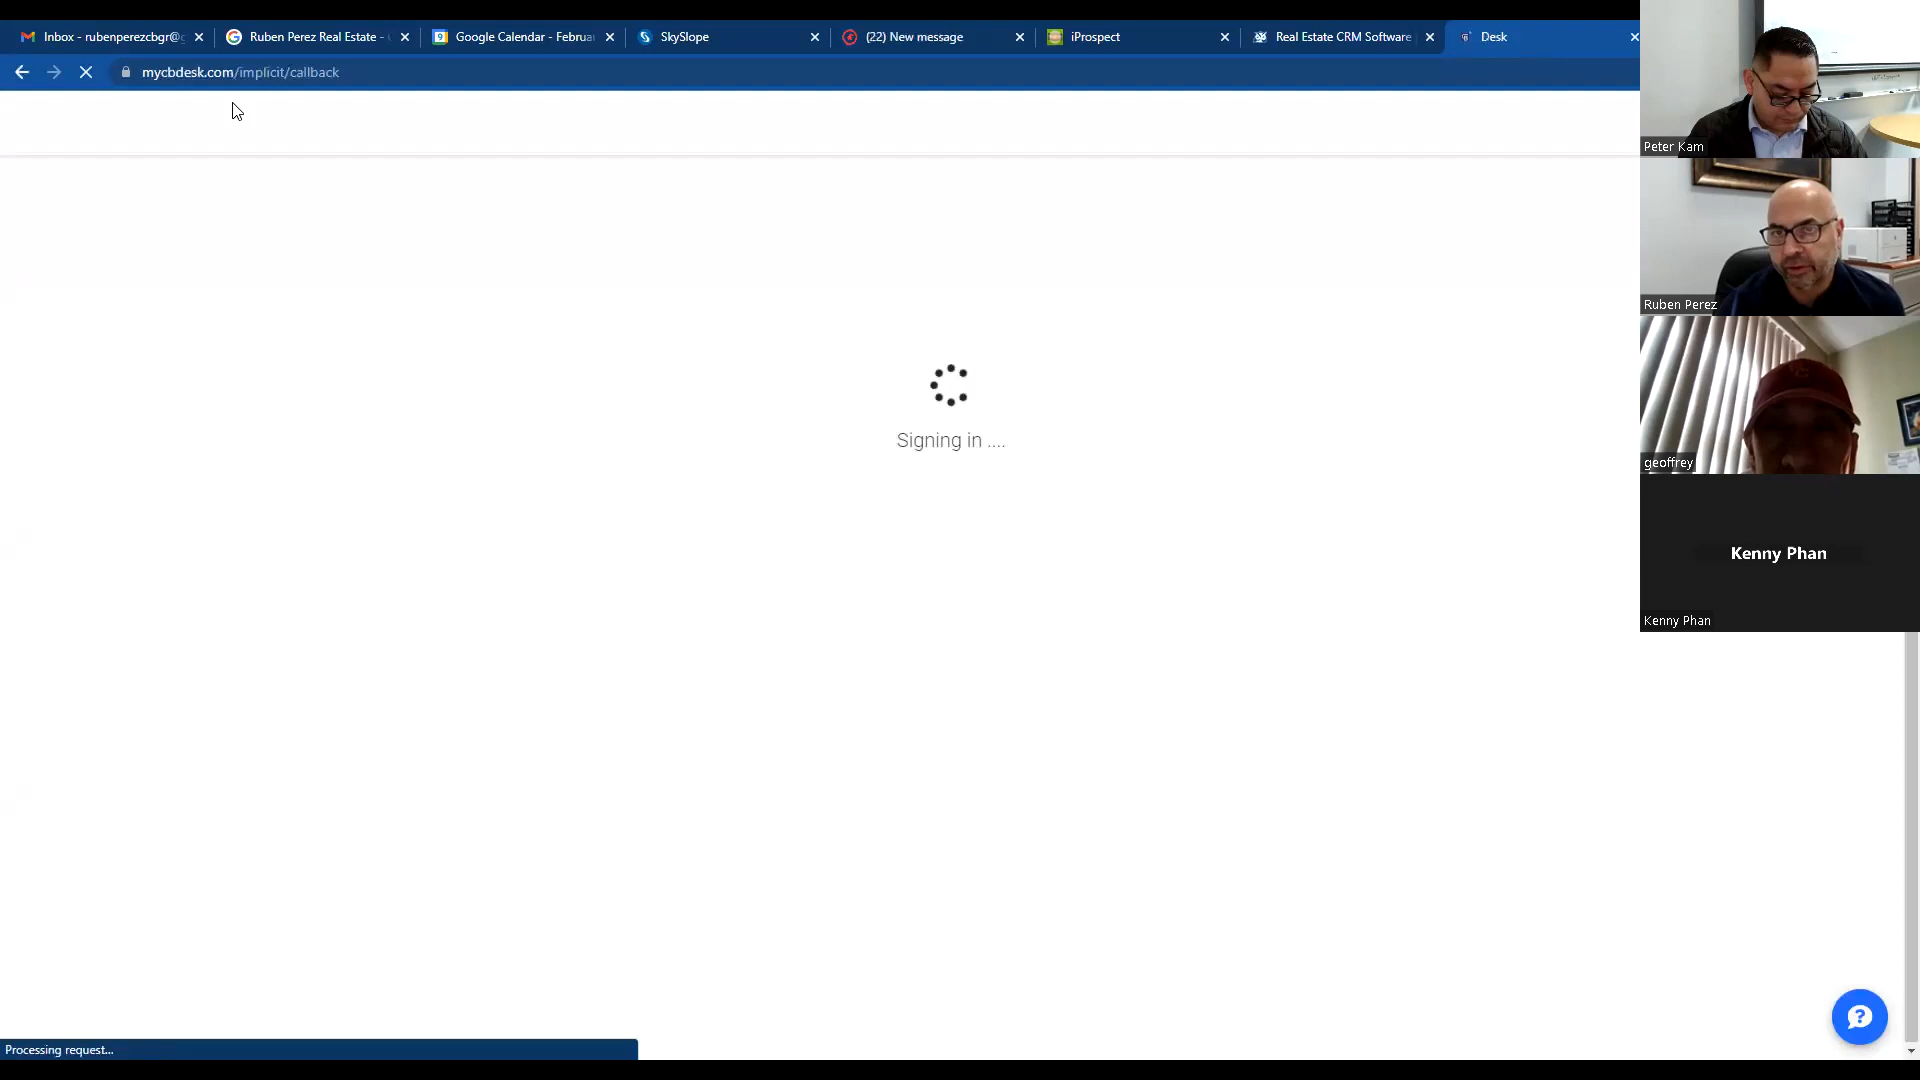 Inbox - rubenperezcbgr@g
Ruben Perez Real Estate -
Google Calendar - Februa
SkySlope
(22) New message
iProspect
Real Estate CRM Software
Desk
mycbdesk.com/implicit/callback
Peter Kam
Ruben Perez
geoffrey
Kenny Phan
Kenny Phan
Signing in ....
Processing request...